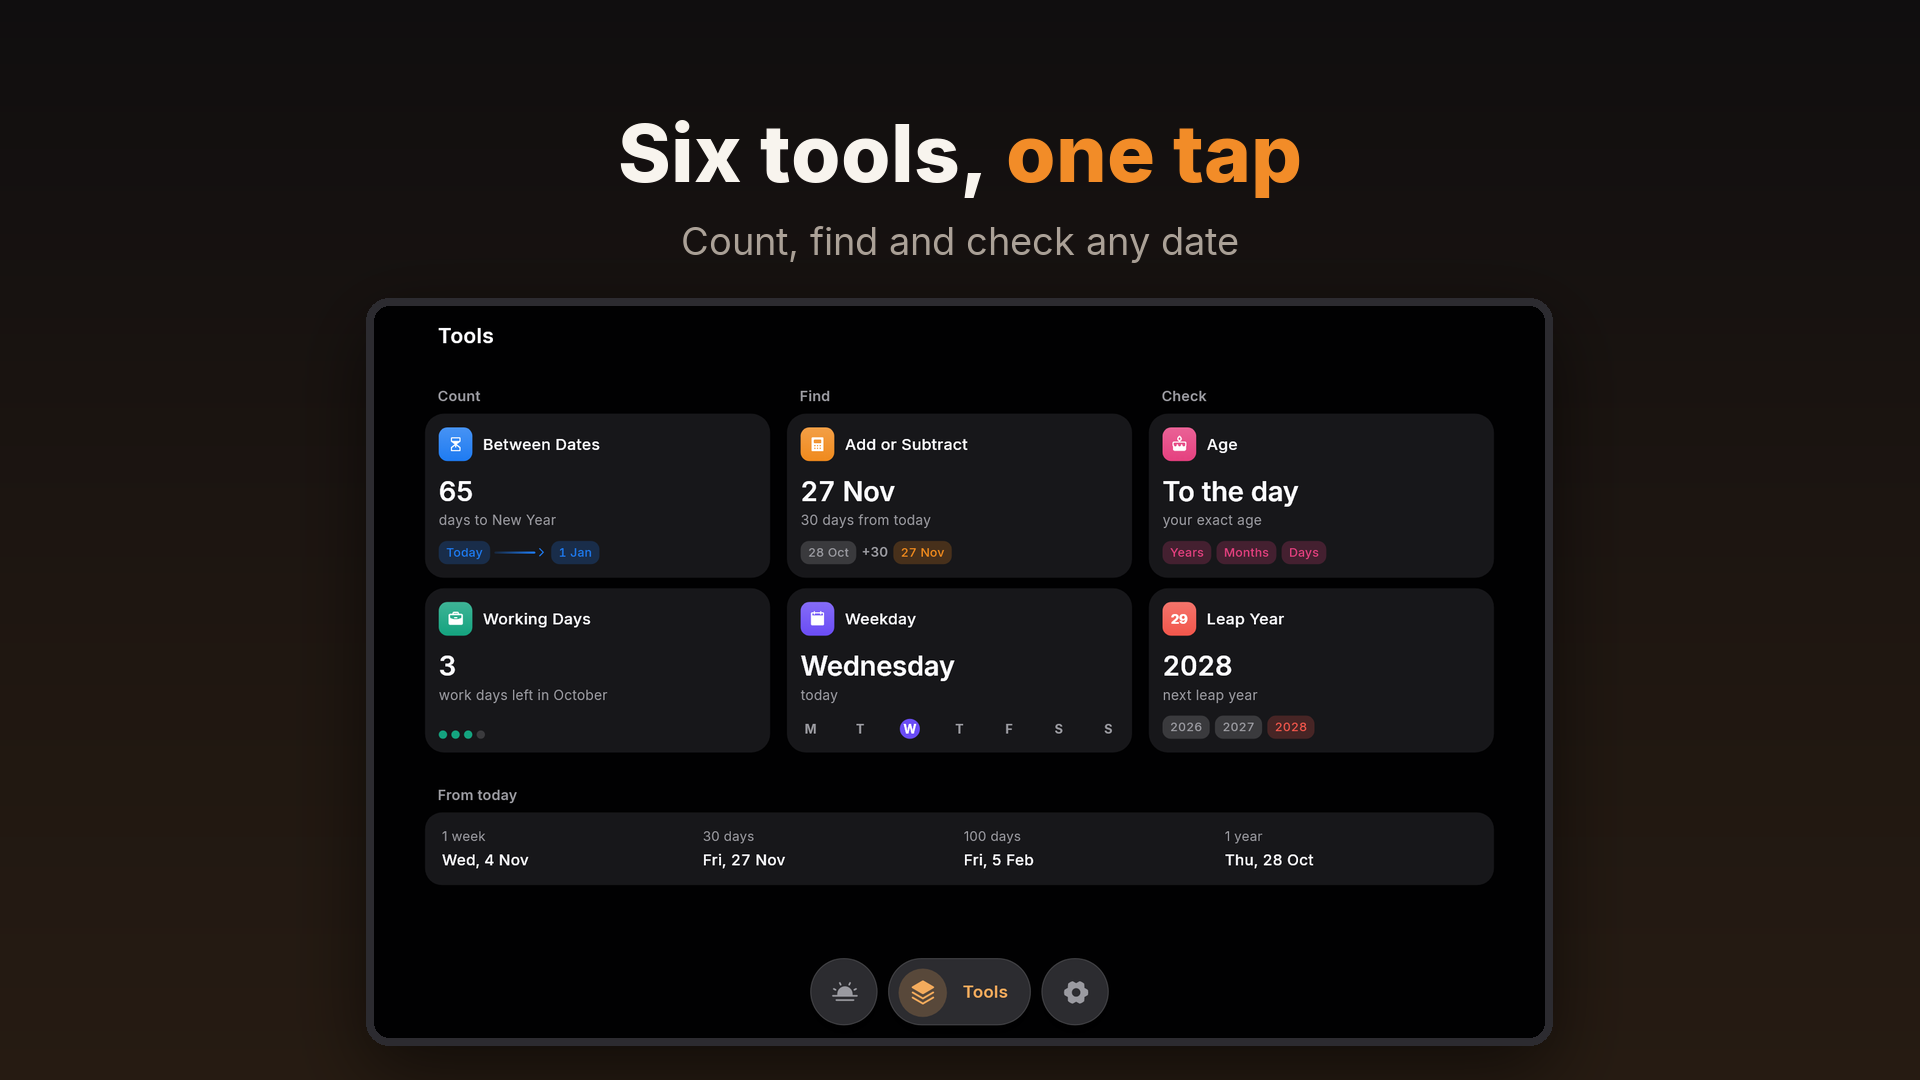 Six tools, one tap
Count, find and check any date
Tools
Count
Between Dates
65
days to New Year
Today 1 Jan
Working Days
3
work days left in October
Find
Add or Subtract
27 Nov
30 days from today
28 Oct +30 27 Nov
Weekday
Wednesday
today
M T W T F S S
Check
Age
To the day
your exact age
Years Months Days
29 Leap Year
2028
next leap year
2026 2027 2028
From today
1 week
Wed, 4 Nov
30 days
Fri, 27 Nov
100 days
Fri, 5 Feb
1 year
Thu, 28 Oct
Tools